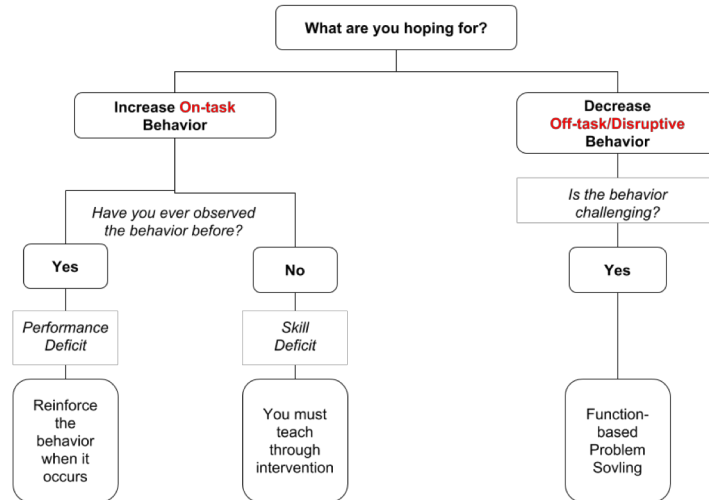 What are you hoping for?
Increase On-task
Behavior
Decrease
Off-task/Disruptive
Behavior
Have you ever observed
the behavior before?
Is the behavior
challenging?
Yes
No
Yes
Performance
Deficit
Skill
Deficit
Reinforce
the
behavior
when it
occurs
You must
teach
through
intervention
Function-
based
Problem
Sovling